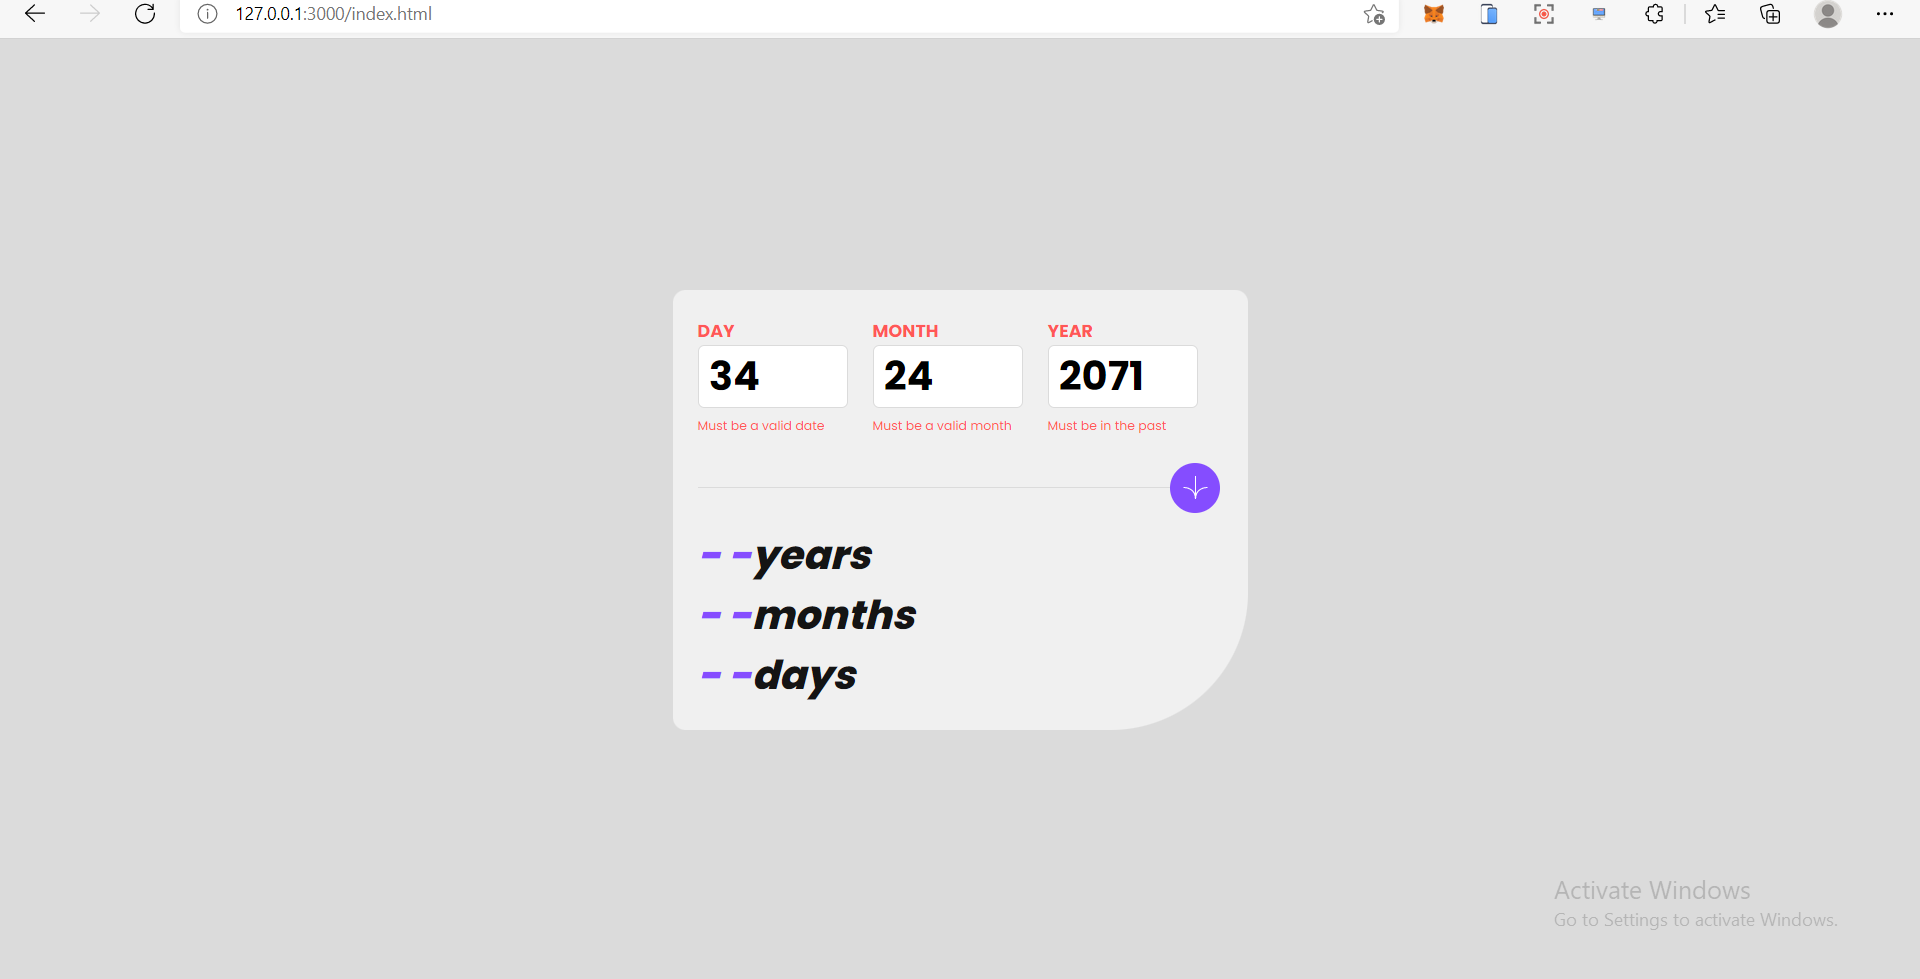 127.0.0.1:3000/index.html
DAY MONTH YEAR
34 24 2071
Must be a valid date Must be a valid month Must be in the past
- -years
- -months
- -days
Activate Windows
Go to Settings to activate Windows.